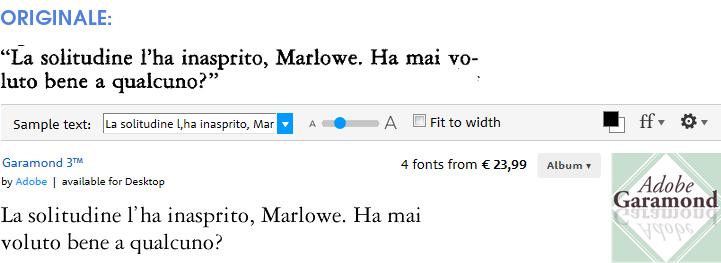 ORIGINALE:
“La solitudine l’ha inasprito, Marlowe. Ha mai vo-
luto bene a qualcuno?”
Sample text: La solitudine l,ha inasprito, Mar A A Fit to width ff
Garamond 3™ 4 fonts from € 23,99 Album
by Adobe | available for Desktop
La solitudine l’ha inasprito, Marlowe. Ha mai
voluto bene a qualcuno?
Adobe
Garamond